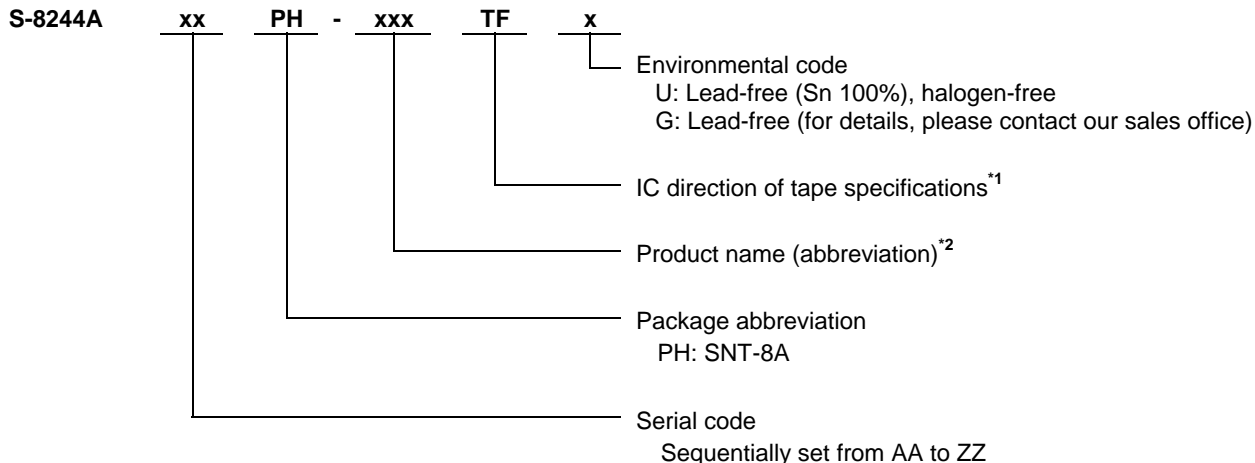 S-8244A xx PH - xxx TF x
Environmental code
U: Lead-free (Sn 100%), halogen-free
G: Lead-free (for details, please contact our sales office)
IC direction of tape specifications*1
Product name (abbreviation)*2
Package abbreviation
PH: SNT-8A
Serial code
Sequentially set from AA to ZZ